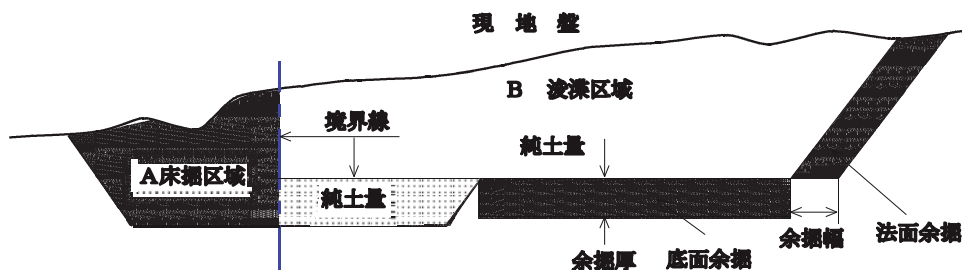 現 地 盤
B 浚渫区域
境界線
純土量
A床掘区域
純土量
余掘幅
法面余掘
余掘厚
底面余掘